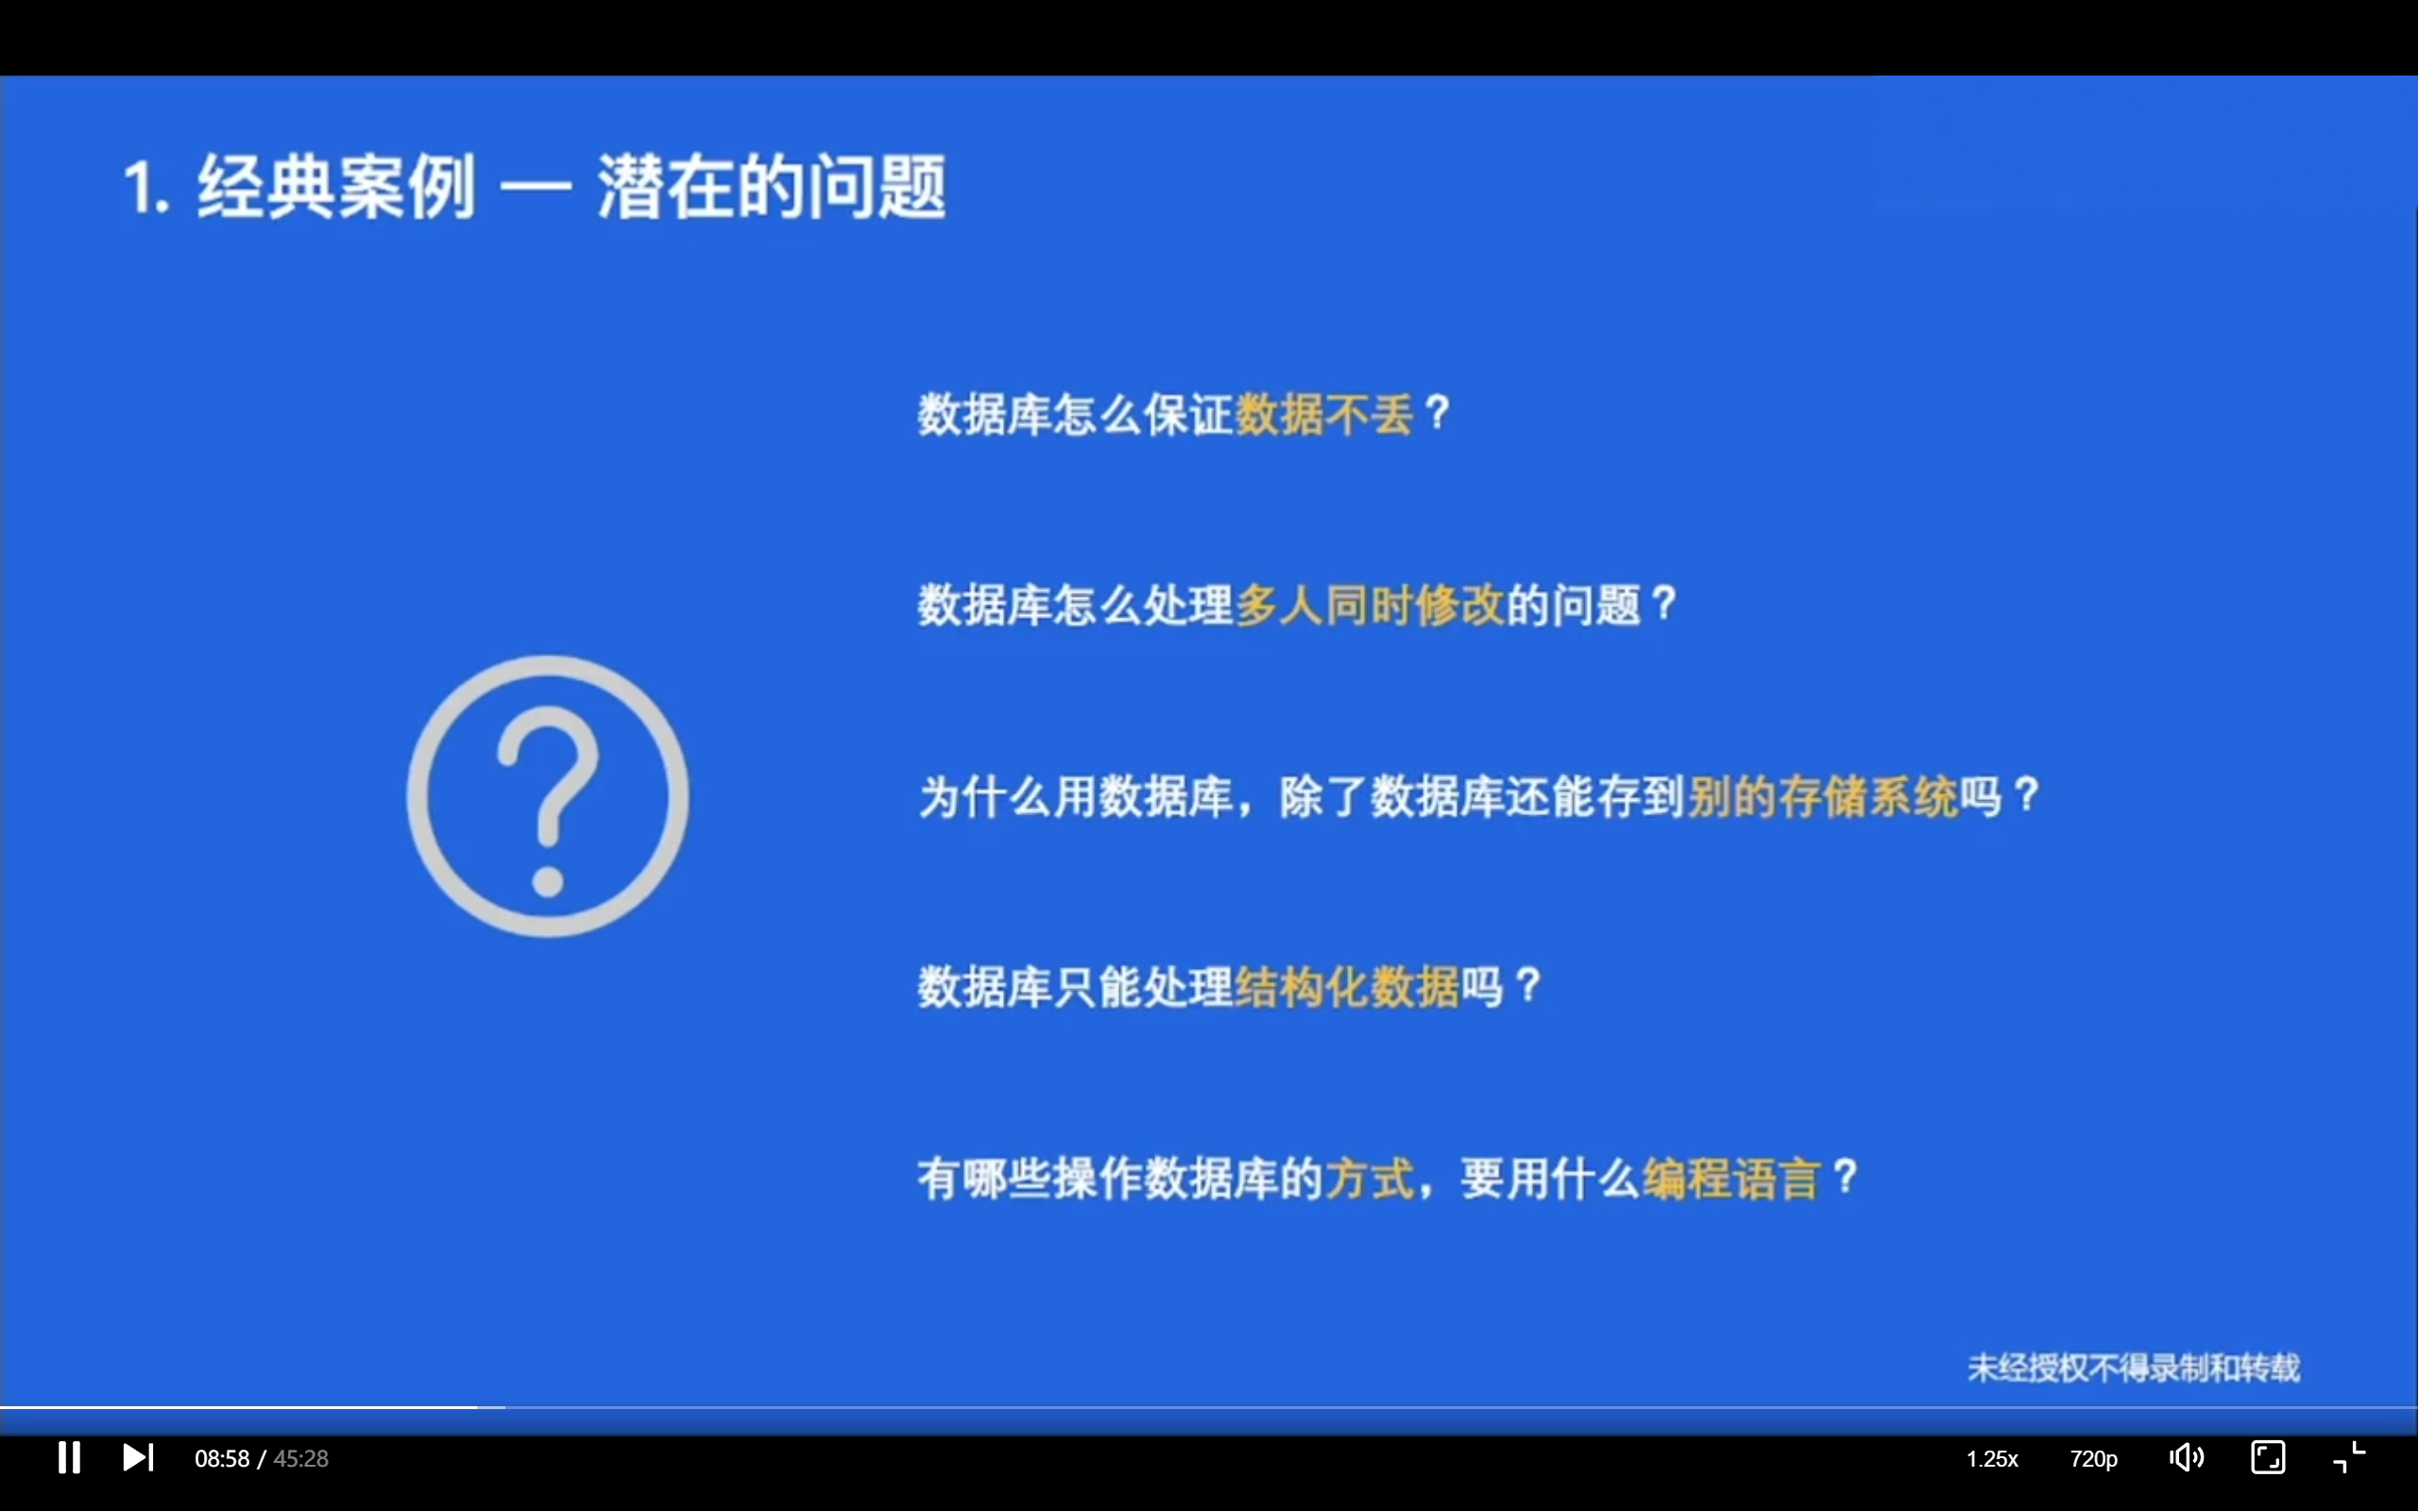 1. 经典案例 — 潜在的问题
数据库怎么保证数据不丢？
数据库怎么处理多人同时修改的问题？
为什么用数据库，除了数据库还能存到别的存储系统吗？
数据库只能处理结构化数据吗？
有哪些操作数据库的方式，要用什么编程语言？
未经授权不得录制和转载
08:58 / 45:28
1.25x
720p